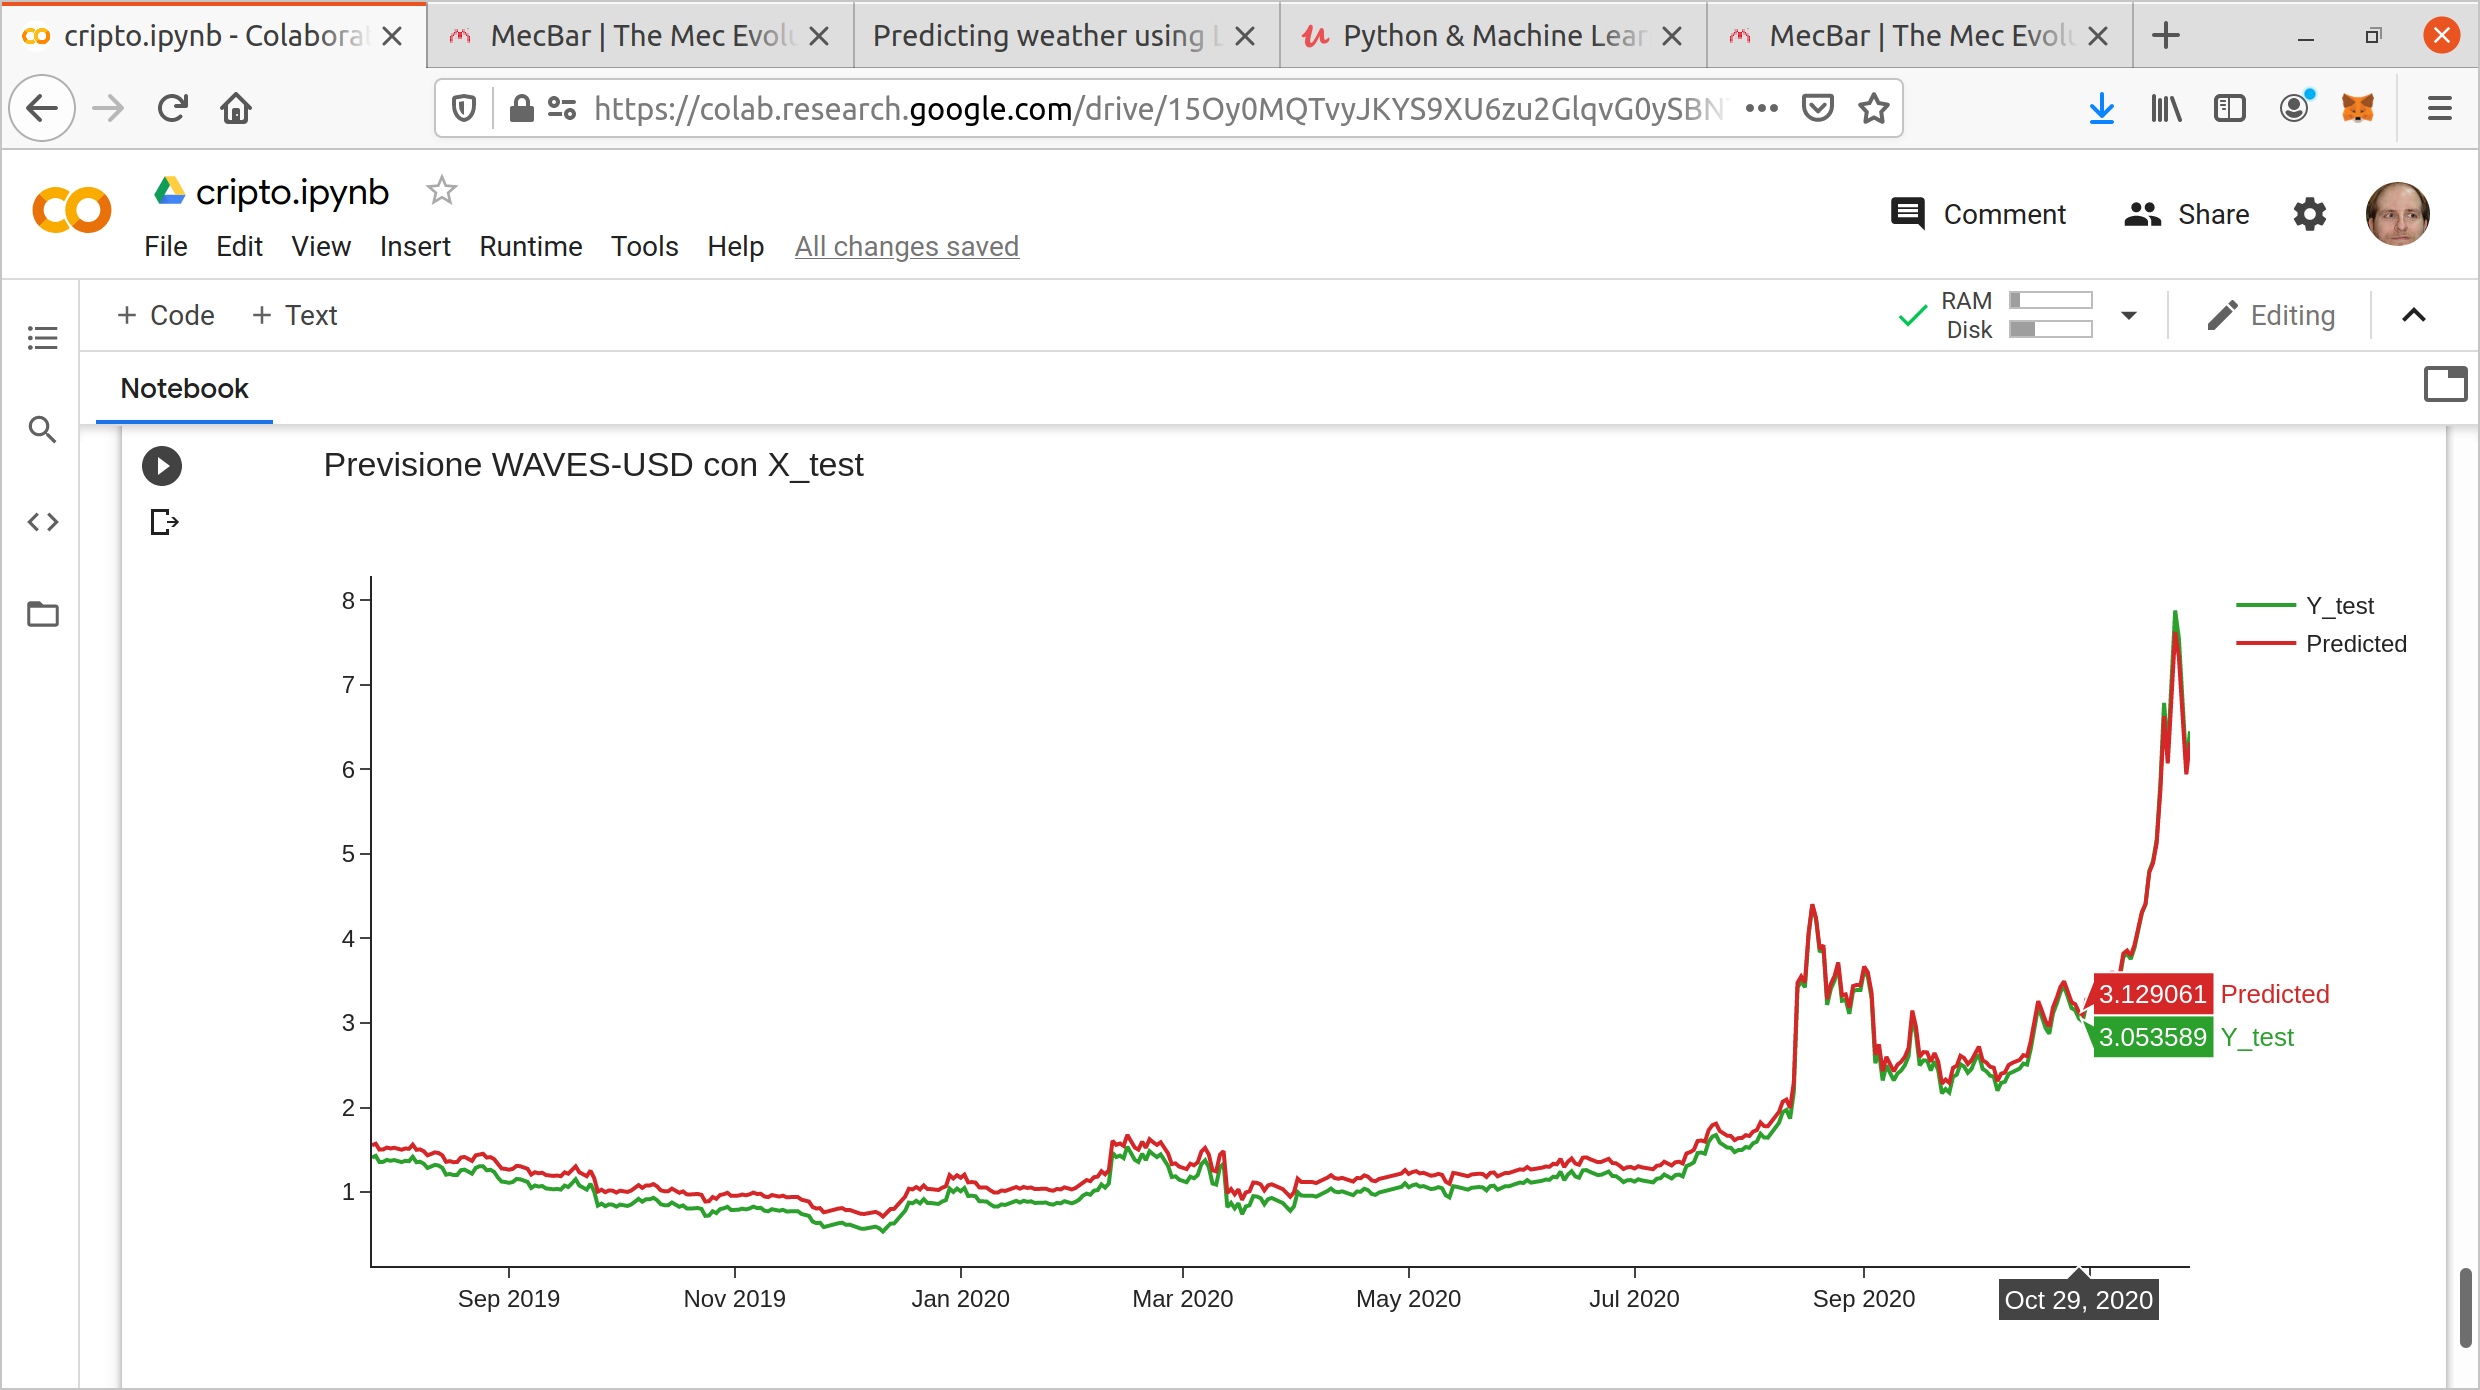 cripto.ipynb - Colabora
MecBar | The Mec Evolu
Predicting weather using L
Python & Machine Lear
MecBar | The Mec Evolu
https://colab.research.google.com/drive/15Oy0MQTvyJKYS9XU6zu2GlqvG0ySBN
cripto.ipynb
Comment
Share
File Edit View Insert Runtime Tools Help All changes saved
+ Code + Text
RAM
Disk
Editing
Notebook
Previsione WAVES-USD con X_test
8
7
6
5
4
3
2
1
Y_test
Predicted
3.129061 Predicted
3.053589 Y_test
Sep 2019 Nov 2019 Jan 2020 Mar 2020 May 2020 Jul 2020 Sep 2020 Oct 29, 2020